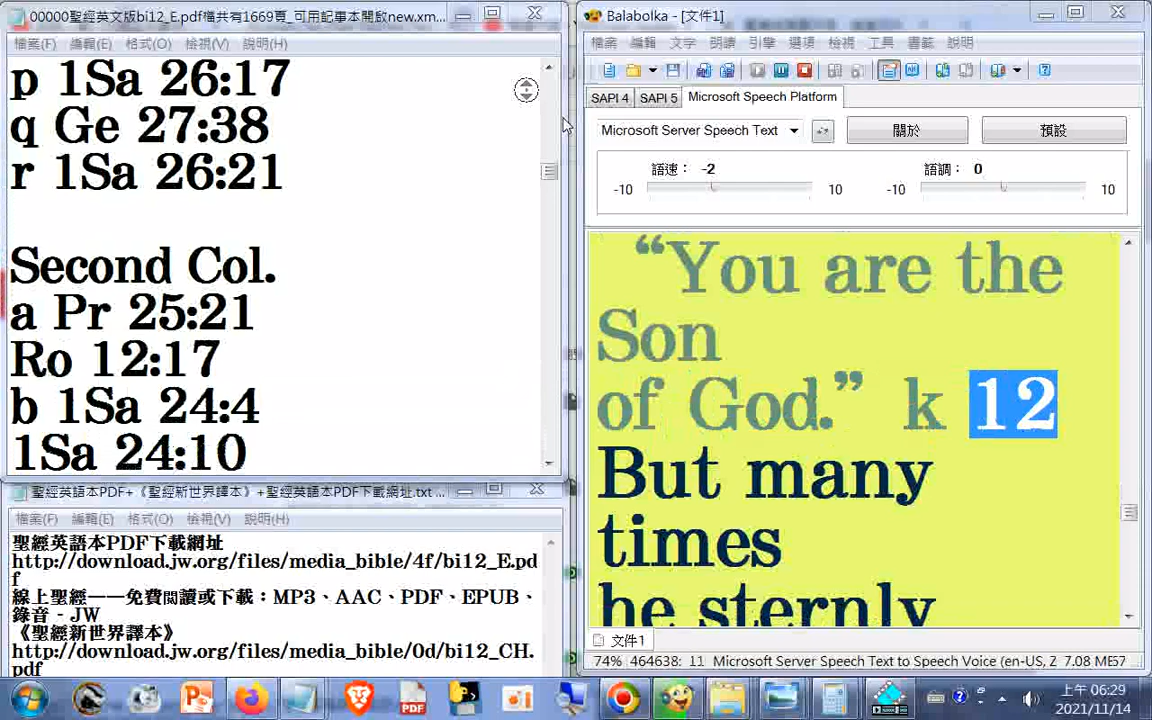 00000聖經英文版bi12_E.pdf檔共有1669頁_可用記事本開啟new.xm...
檔案(F) 編輯(E) 格式(O) 檢視(V) 說明(H)
p 1Sa 26:17
q Ge 27:38
r 1Sa 26:21
Second Col.
a Pr 25:21
Ro 12:17
b 1Sa 24:4
1Sa 24:10
聖經英語本PDF+《聖經新世界譯本》+聖經英語本PDF下載網址.txt ...
檔案(F) 編輯(E) 格式(O) 檢視(V) 說明(H)
聖經英語本PDF下載網址
http://download.jw.org/files/media_bible/4f/bi12_E.pd
f
線上聖經——免費閱讀或下載：MP3、AAC、PDF、EPUB、
錄音 - JW
《聖經新世界譯本》
http://download.jw.org/files/media_bible/0d/bi12_CH.
pdf
Balabolka - [文件1]
檔案 編輯 文字 朗讀 引擎 選項 檢視 工具 書籤 說明
SAPI 4 SAPI 5 Microsoft Speech Platform
Microsoft Server Speech Text 關於 預設
語速： -2 語調： 0
-10 10 -10 10
“You are the
Son
of God.” k 12
But many
times
he sternly
文件1
74% 464638: 11 Microsoft Server Speech Text to Speech Voice (en-US, Z 7.08 ME57
上午 06:29
2021/11/14